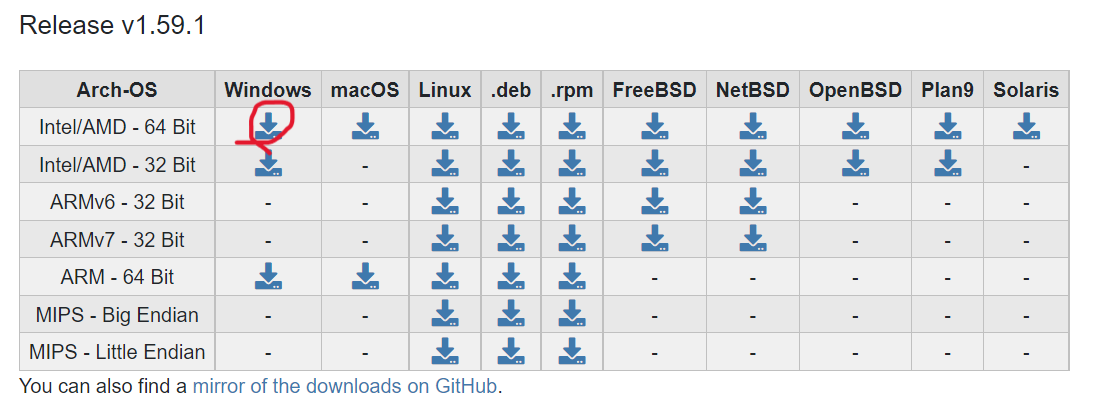 Release v1.59.1
Arch-OS Windows macOS Linux .deb .rpm FreeBSD NetBSD OpenBSD Plan9 Solaris
Intel/AMD - 64 Bit
Intel/AMD - 32 Bit - -
ARMv6 - 32 Bit - - - - -
ARMv7 - 32 Bit - - - - -
ARM - 64 Bit - - - - -
MIPS - Big Endian - - - - - - -
MIPS - Little Endian - - - - - - -
You can also find a mirror of the downloads on GitHub.